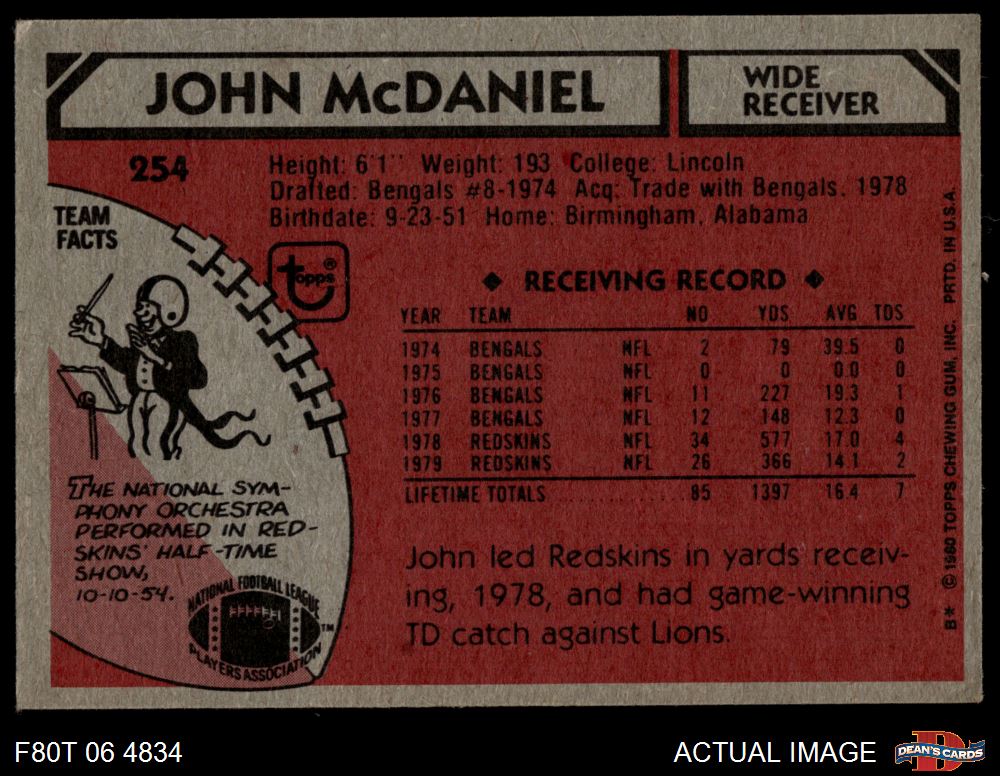 JOHN McDANIEL
WIDE
RECEIVER
254
Height: 6'1" Weight: 193 College: Lincoln
Drafted: Bengals #8-1974 Acq: Trade with Bengals, 1978
Birthdate: 9-23-51 Home: Birmingham, Alabama
TEAM
FACTS
topps®
THE NATIONAL SYM-
PHONY ORCHESTRA
PERFORMED IN RED-
SKINS' HALF-TIME
SHOW,
10-10-54.
NATIONAL FOOTBALL LEAGUE
PLAYERS ASSOCIATION
TM
◆ RECEIVING RECORD ◆
YEAR TEAM NO YDS AVG TDS
1974 BENGALS NFL 2 79 39.5 0
1975 BENGALS NFL 0 0 0.0 0
1976 BENGALS NFL 11 227 19.3 1
1977 BENGALS NFL 12 148 12.3 0
1978 REDSKINS NFL 34 577 17.0 4
1979 REDSKINS NFL 26 366 14.1 2
LIFETIME TOTALS 85 1397 16.4 7
John led Redskins in yards receiv-
ing, 1978, and had game-winning
TD catch against Lions.
B* © 1980 TOPPS CHEWING GUM, INC. PRTD. IN U.S.A.
F80T 06 4834
ACTUAL IMAGE
DEAN'S CARDS